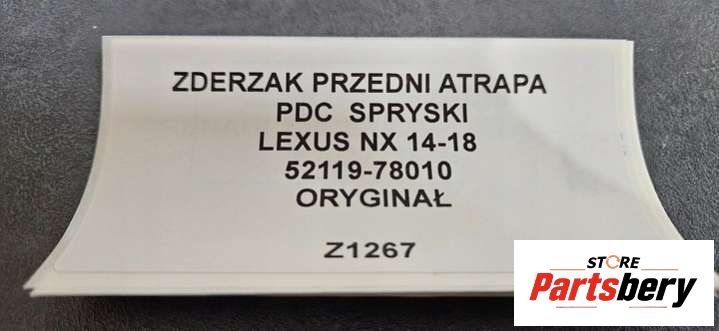 ZDERZAK PRZEDNI ATRAPA
PDC SPRYSKI
LEXUS NX 14-18
52119-78010
ORYGINAŁ
Z1267
STORE
Partsbery